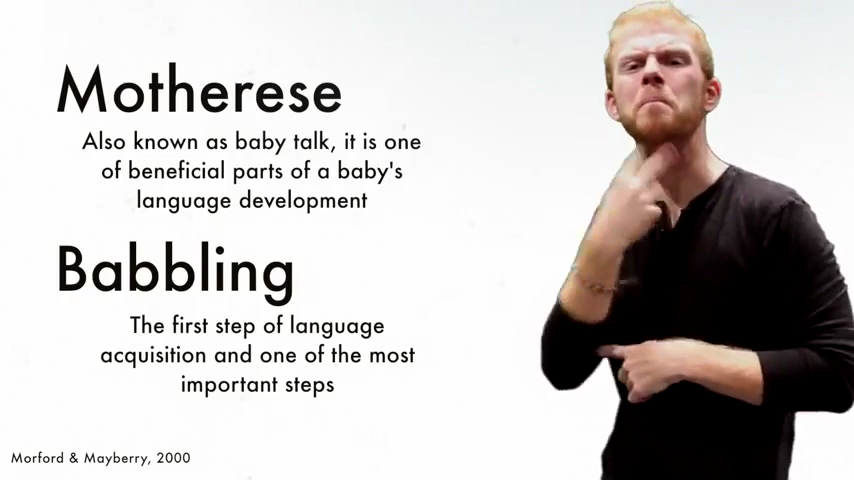 Motherese
Also known as baby talk, it is one
of beneficial parts of a baby's
language development
Babbling
The first step of language
acquisition and one of the most
important steps
Morford & Mayberry, 2000